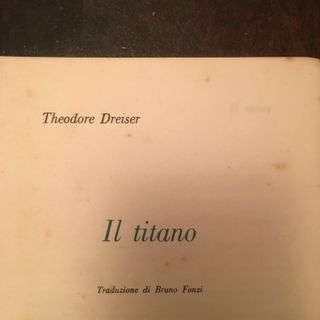 Theodore Dreiser
Il titano
Traduzione di Bruno Fonzi